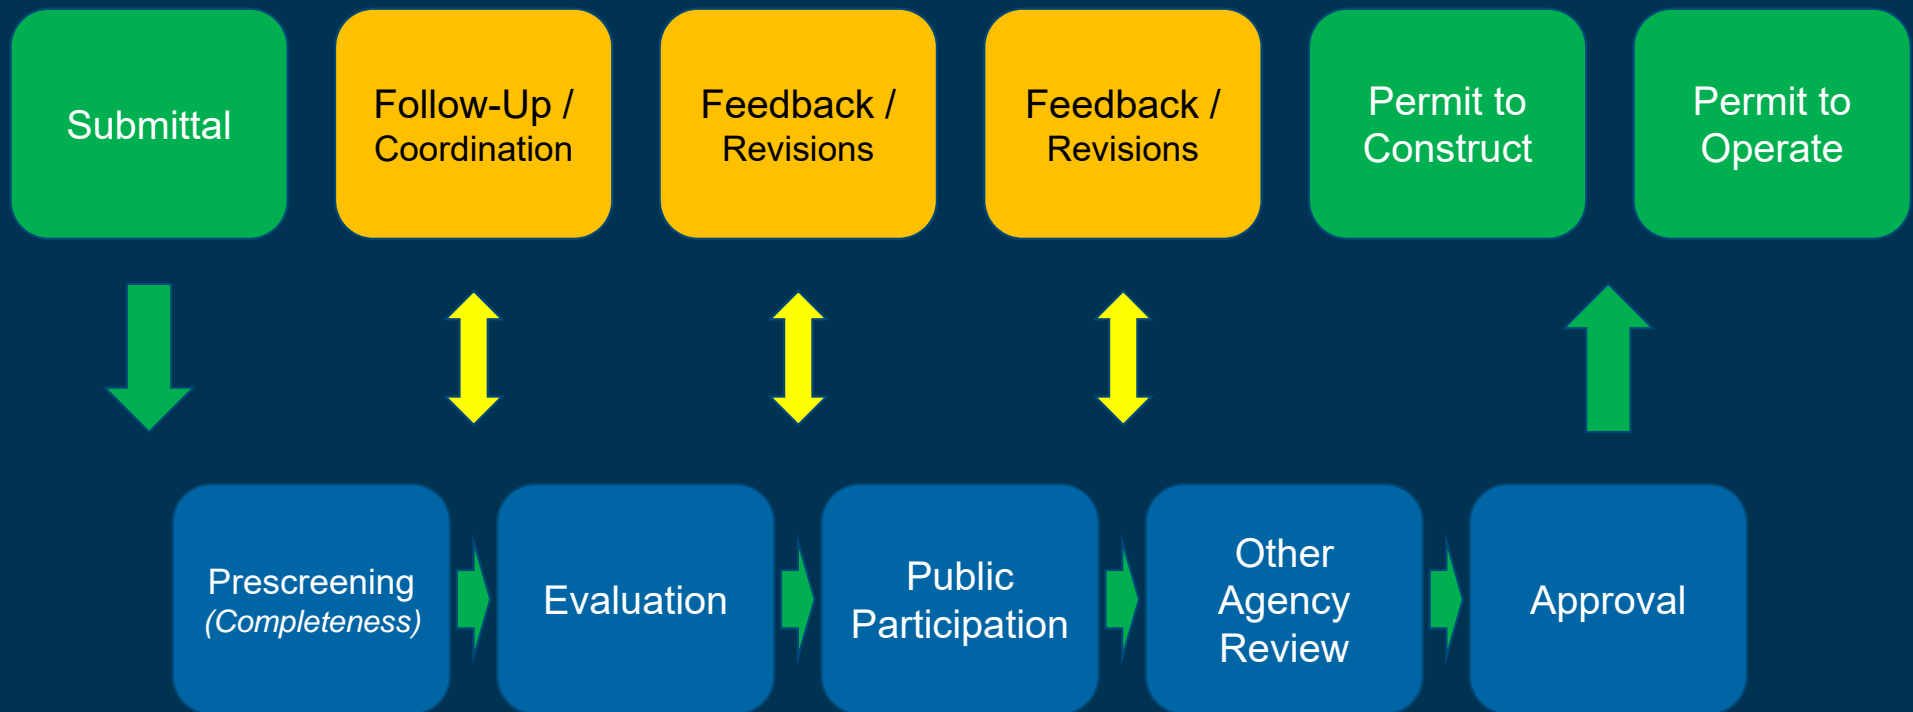 Submittal
Follow-Up /
Coordination
Feedback /
Revisions
Feedback /
Revisions
Permit to
Construct
Permit to
Operate
Prescreening
(Completeness)
Evaluation
Public
Participation
Other
Agency
Review
Approval